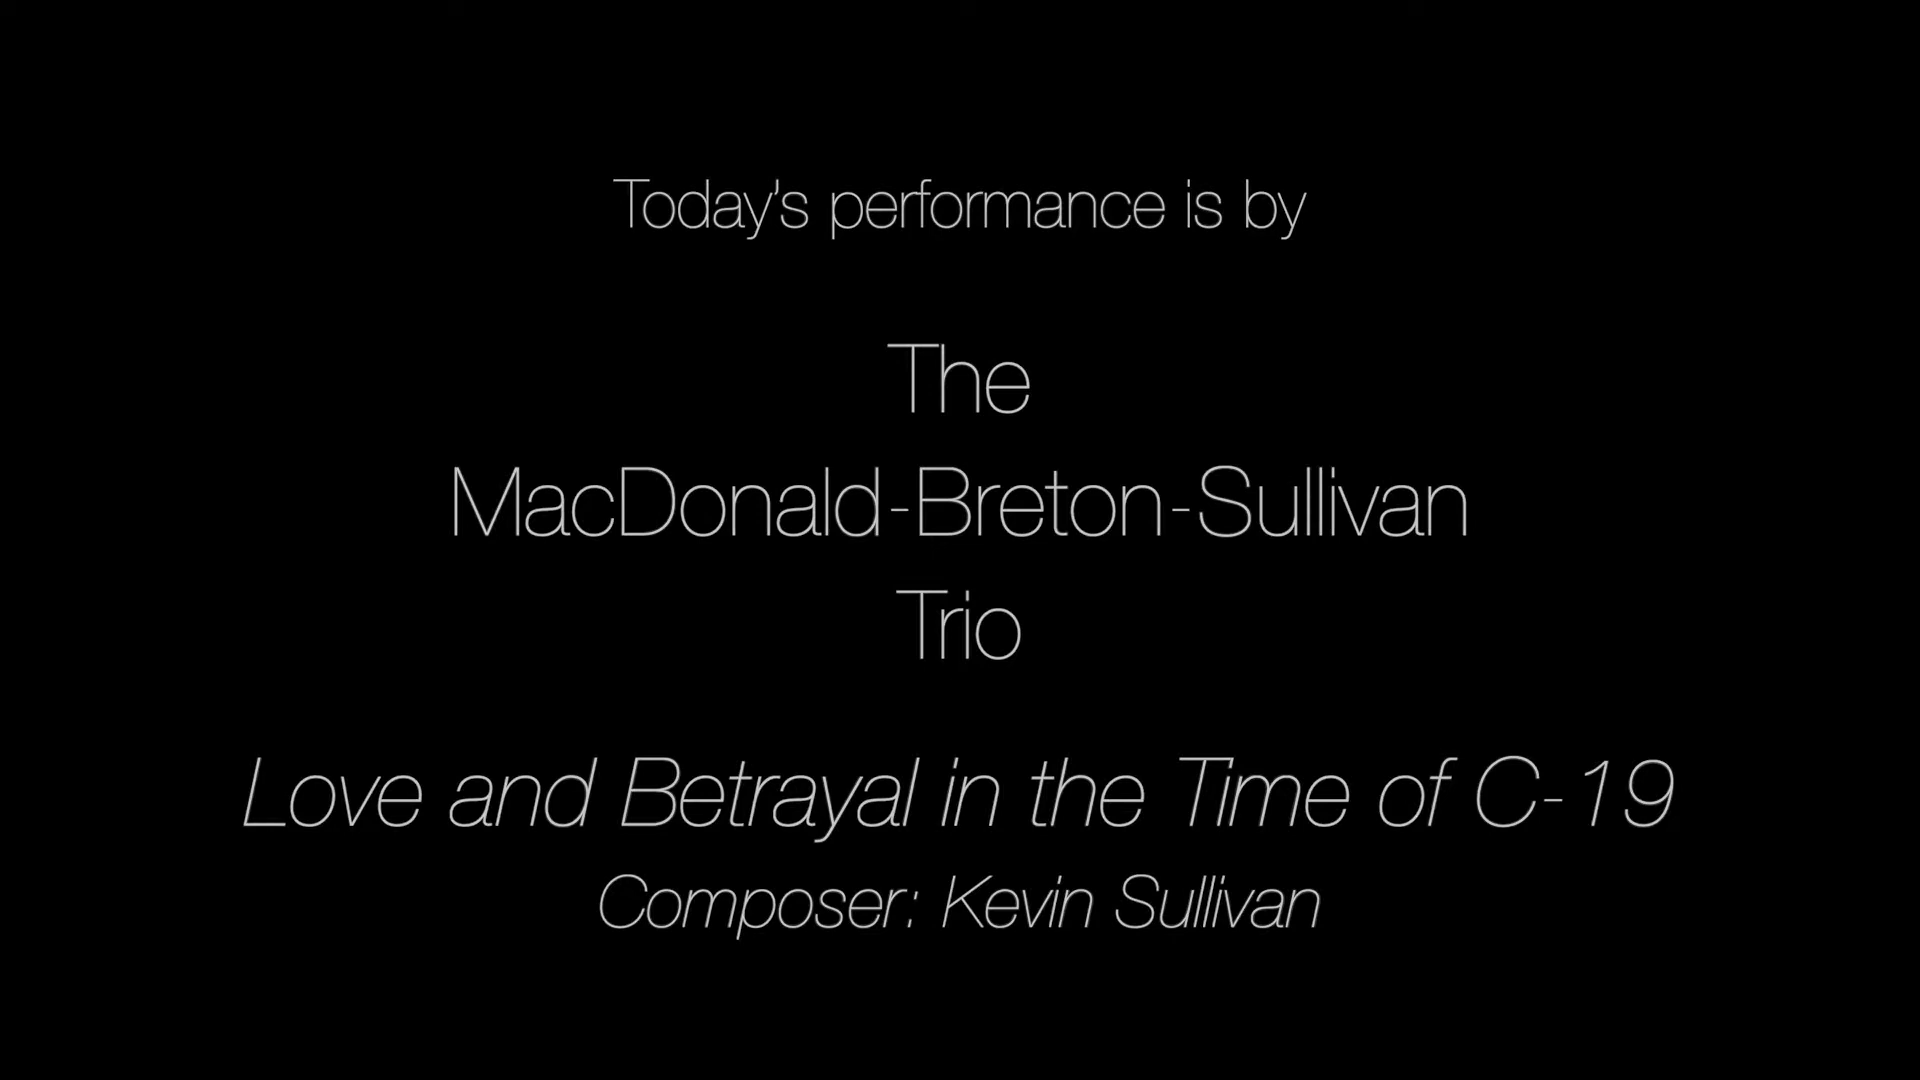 Today's performance is by
The
MacDonald-Breton-Sullivan
Trio
Love and Betrayal in the Time of C-19
Composer: Kevin Sullivan